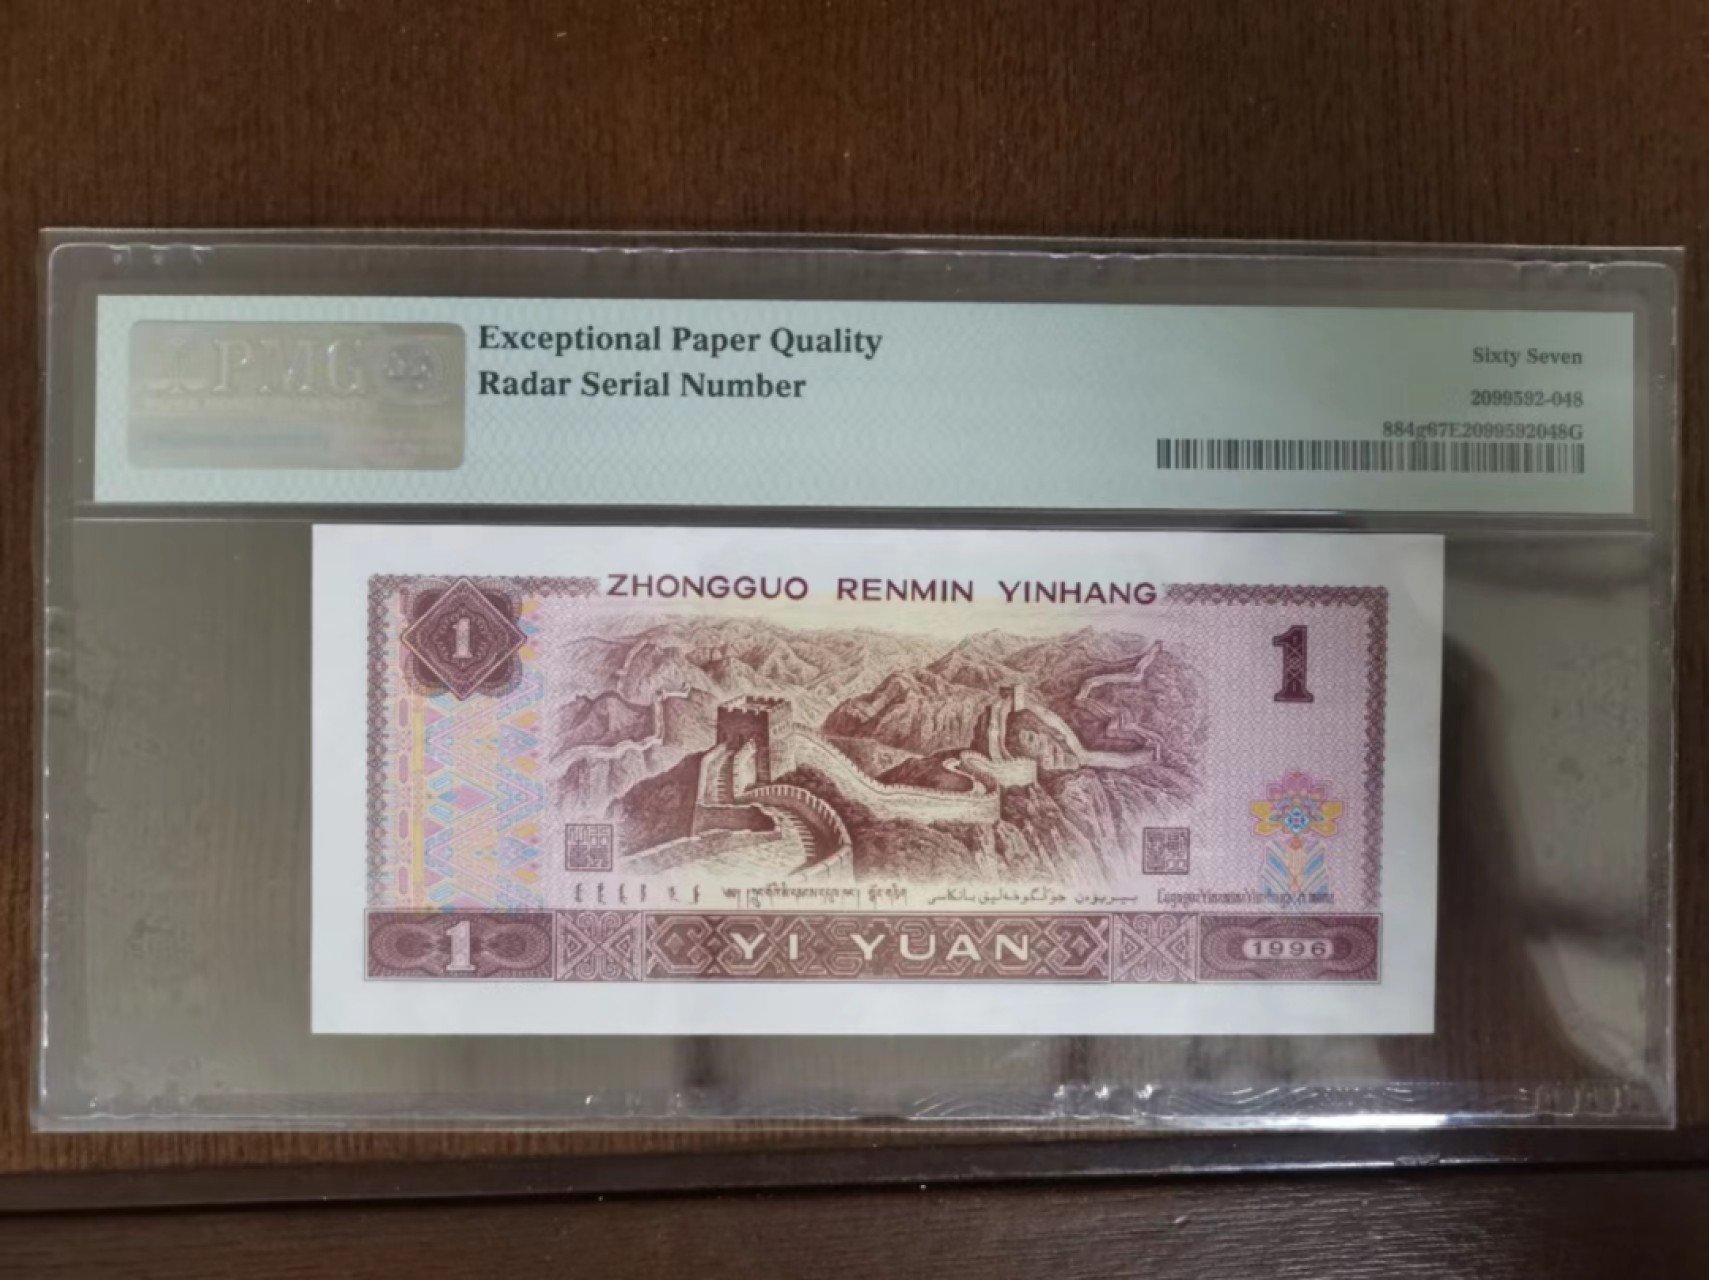 PMG
Exceptional Paper Quality
Radar Serial Number
Sixty Seven
2099592-048
884g67E2099592048G
ZHONGGUO RENMIN YINHANG
1
1
1
YI YUAN
1996